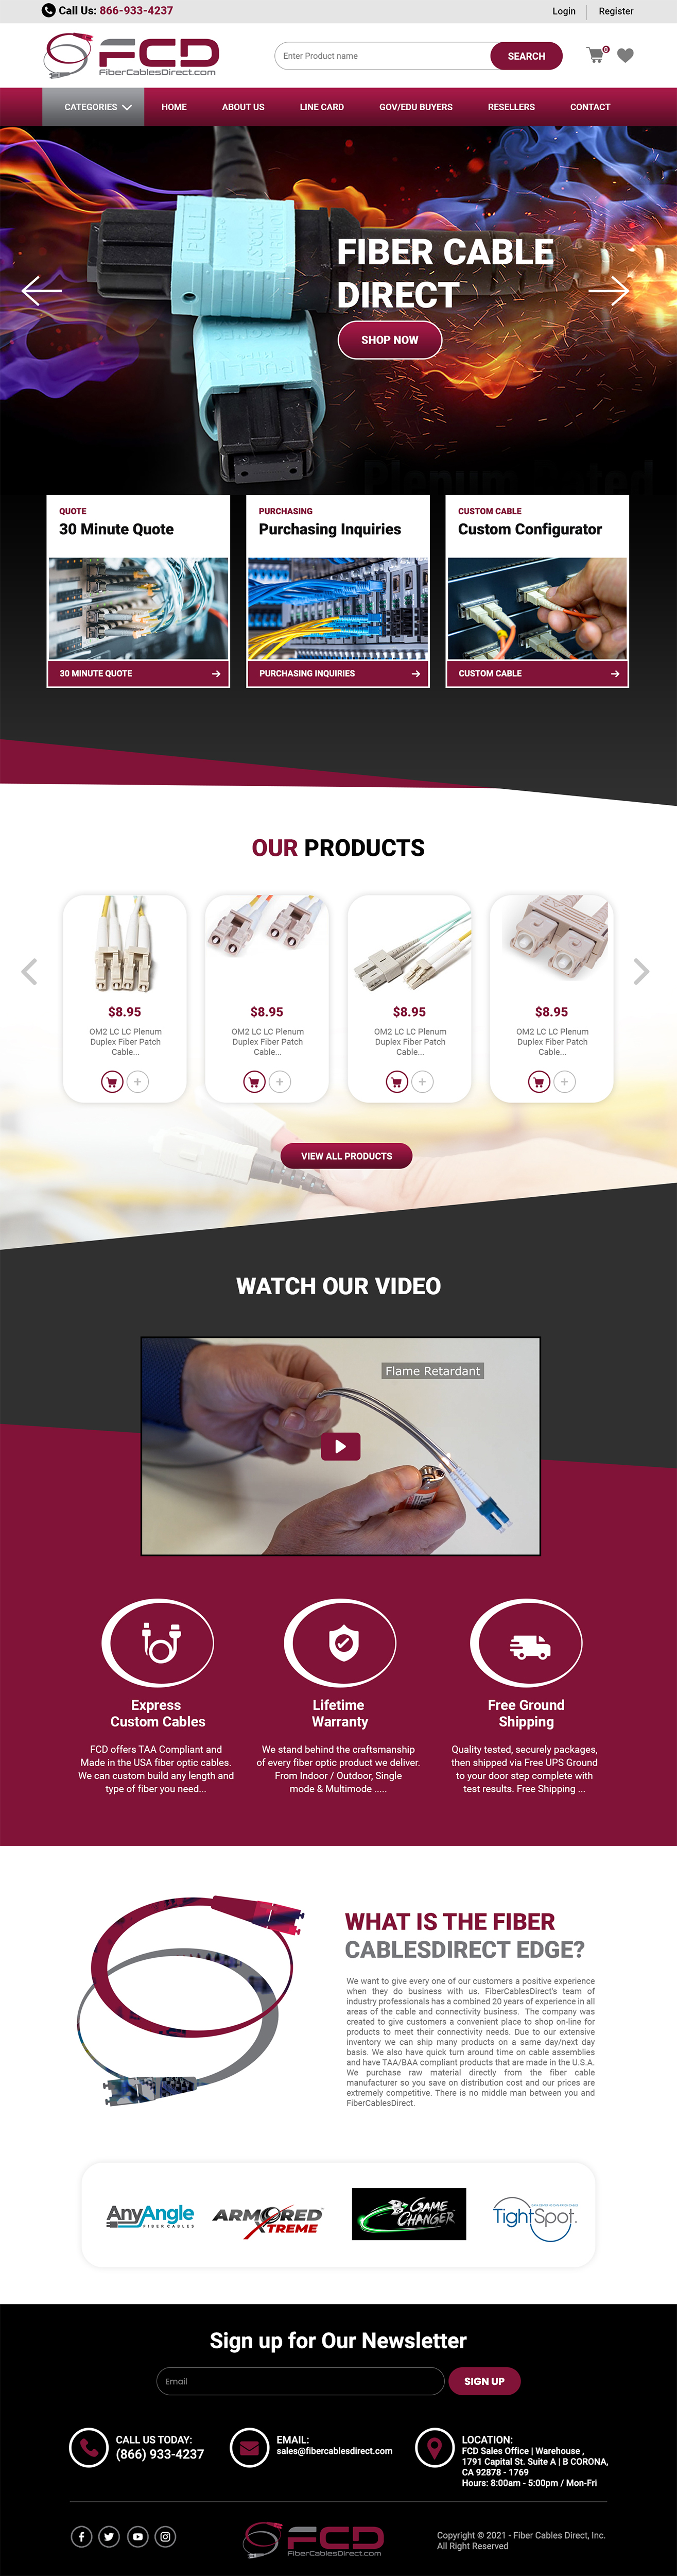 Call Us: 866-933-4237
Login Register
FCD
FiberCablesDirect.com
Enter Product name
SEARCH
0
CATEGORIES HOME ABOUT US LINE CARD GOV/EDU BUYERS RESELLERS CONTACT
PULL
FIBER CABLE
DIRECT
SHOP NOW
Plenum Rated
QUOTE
30 Minute Quote
30 MINUTE QUOTE
PURCHASING
Purchasing Inquiries
PURCHASING INQUIRIES
CUSTOM CABLE
Custom Configurator
CUSTOM CABLE
OUR PRODUCTS
$8.95
OM2 LC LC Plenum
Duplex Fiber Patch
Cable...
$8.95
OM2 LC LC Plenum
Duplex Fiber Patch
Cable...
$8.95
OM2 LC LC Plenum
Duplex Fiber Patch
Cable...
$8.95
OM2 LC LC Plenum
Duplex Fiber Patch
Cable...
VIEW ALL PRODUCTS
WATCH OUR VIDEO
Flame Retardant
Express
Custom Cables
FCD offers TAA Compliant and
Made in the USA fiber optic cables.
We can custom build any length and
type of fiber you need...
Lifetime
Warranty
We stand behind the craftsmanship
of every fiber optic product we deliver.
From Indoor / Outdoor, Single
mode & Multimode .....
Free Ground
Shipping
Quality tested, securely packages,
then shipped via Free UPS Ground
to your door step complete with
test results. Free Shipping ...
WHAT IS THE FIBER
CABLESDIRECT EDGE?
We want to give every one of our customers a positive experience
when they do business with us. FiberCablesDirect's team of
industry professionals has a combined 20 years of experience in all
areas of the cable and connectivity business. The company was
created to give customers a convenient place to shop on-line for
products to meet their connectivity needs. Due to our extensive
inventory we can ship many products on a same day/next day
basis. We also have quick turn around time on cable assemblies
and have TAA/BAA compliant products that are made in the U.S.A.
We purchase raw material directly from the fiber cable
manufacturer so you save on distribution cost and our prices are
extremely competitive. There is no middle man between you and
FiberCablesDirect.
AnyAngle
FIBER CABLES
ARMORED
XTREME
GAME
CHANGER
TightSpot.
Sign up for Our Newsletter
Email
SIGN UP
CALL US TODAY:
(866) 933-4237
EMAIL:
sales@fibercablesdirect.com
LOCATION:
FCD Sales Office | Warehouse ,
1791 Capital St. Suite A | B CORONA,
CA 92878 - 1769
Hours: 8:00am - 5:00pm / Mon-Fri
FCD
FiberCablesDirect.com
Copyright © 2021 - Fiber Cables Direct, Inc.
All Right Reserved